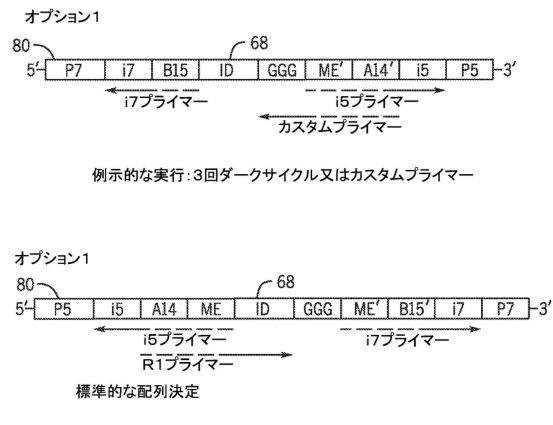 オプション1
80
68
5′ P7 i7 B15 ID GGG ME′ A14′ i5 P5 3′
i7プライマー i5プライマー
カスタムプライマー
例示的な実行:3回ダークサイクル又はカスタムプライマー
オプション1
80
68
5′ P5 i5 A14 ME ID GGG ME′ B15′ i7 P7 3′
i5プライマー i7プライマー
R1プライマー
標準的な配列決定